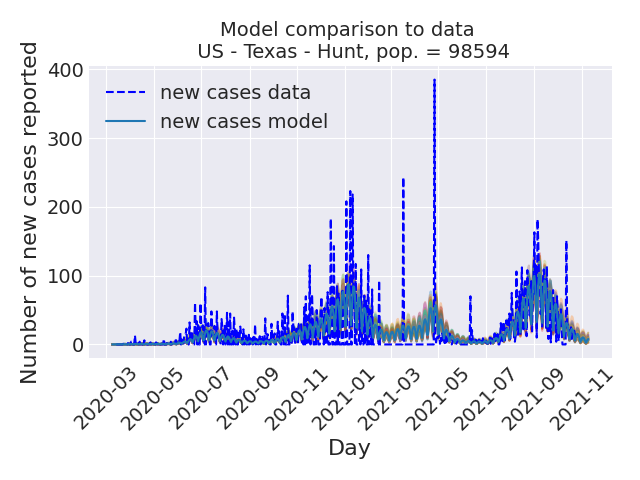 Model comparison to data
US - Texas - Hunt, pop. = 98594
Number of new cases reported
400
300
200
100
0
new cases data
new cases model
2020-03
2020-05
2020-07
2020-09
2020-11
2021-01
2021-03
2021-05
2021-07
2021-09
2021-11
Day